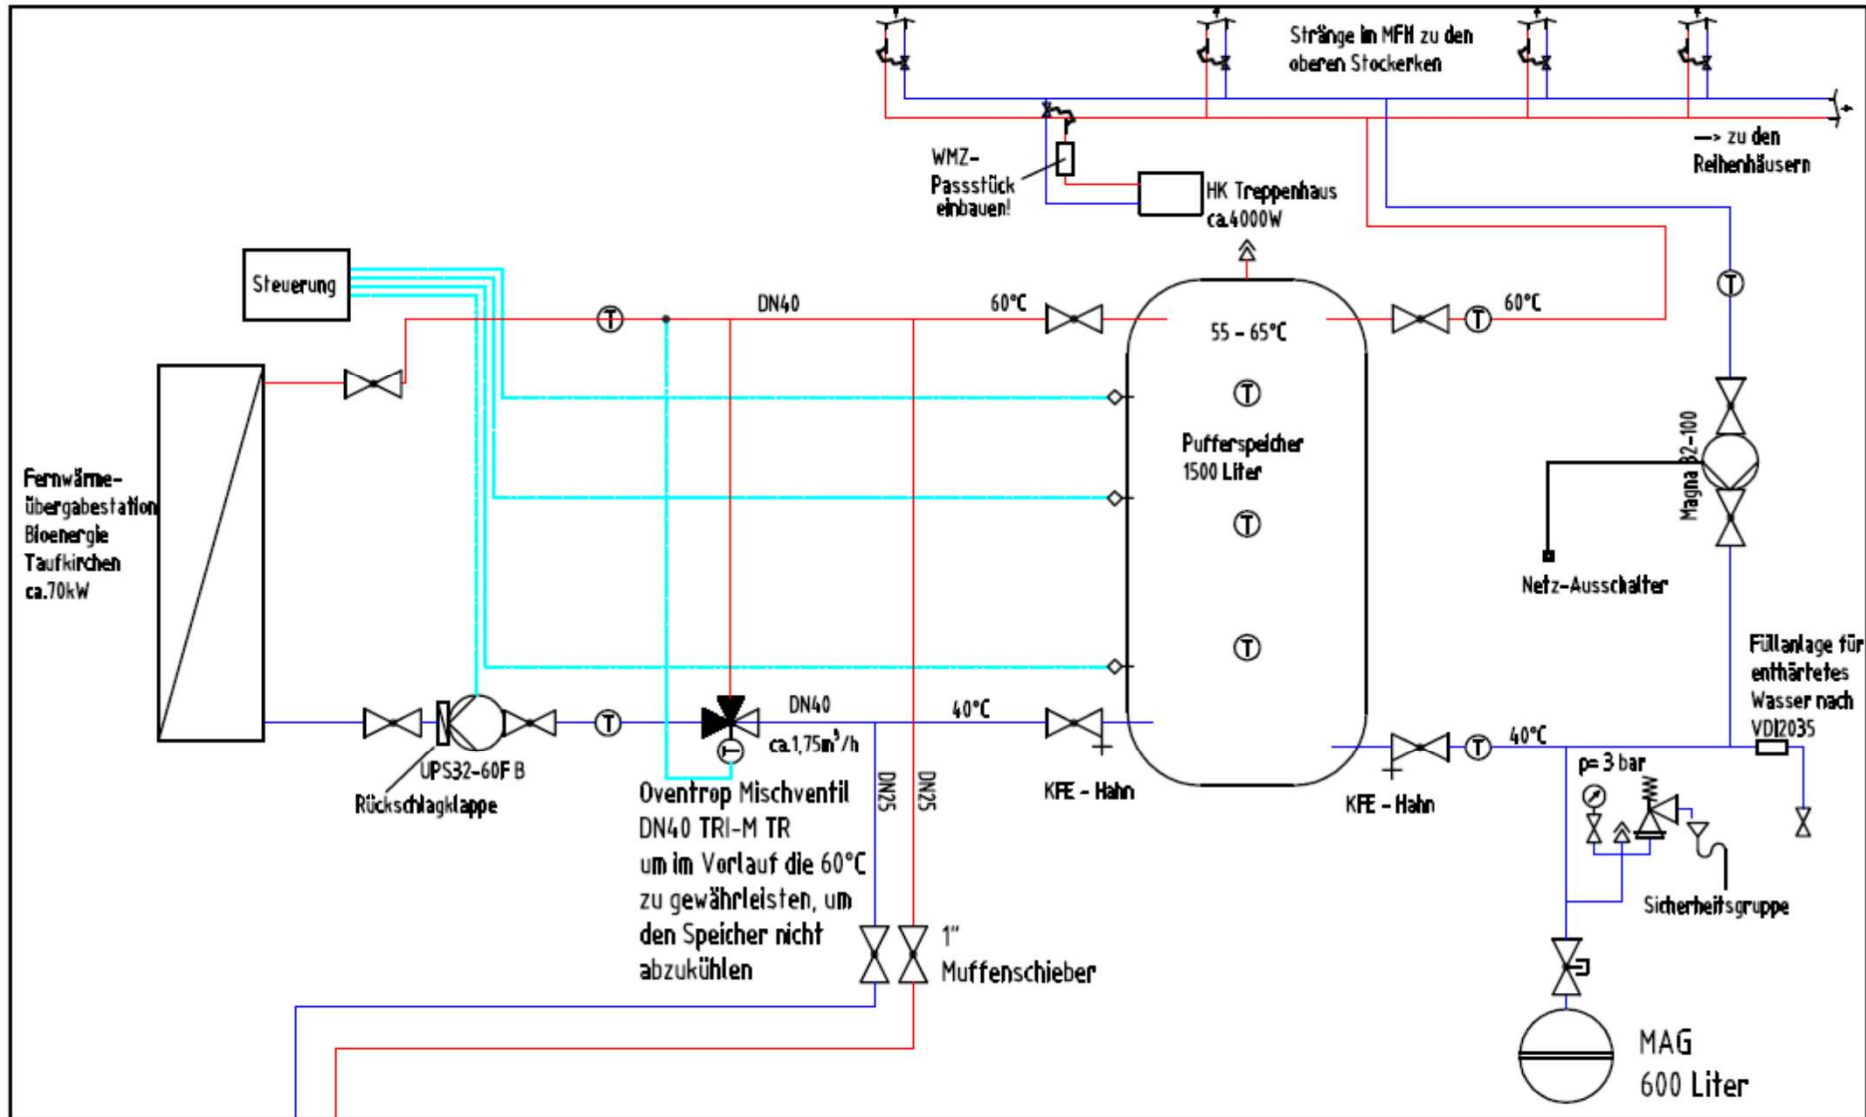 Stränge im MFH zu den
oberen Stockerken
—> zu den
Reihenhäusern
WMZ-
Passstück
einbauen!
HK Treppenhaus
ca.4000W
Steuerung
T
DN40
60°C
T
60°C
T
55 - 65°C
T
Pufferspeicher
1500 Liter
T
T
Magna 32-100
Netz-Ausschalter
Fernwärme-
übergabestation
Bioenergie
Taufkirchen
ca.70kW
Füllanlage für
enthärtetes
Wasser nach
VDI2035
UPS32-60F B
Rückschlagklappe
T
DN40
ca.1,75m³/h
40°C
T
40°C
T
KFE - Hahn
KFE - Hahn
p= 3 bar
Sicherheitsgruppe
DN25
DN25
Oventrop Mischventil
DN40 TRI-M TR
um im Vorlauf die 60°C
zu gewährleisten, um
den Speicher nicht
abzukühlen
1"
Muffenschieber
MAG
600 Liter